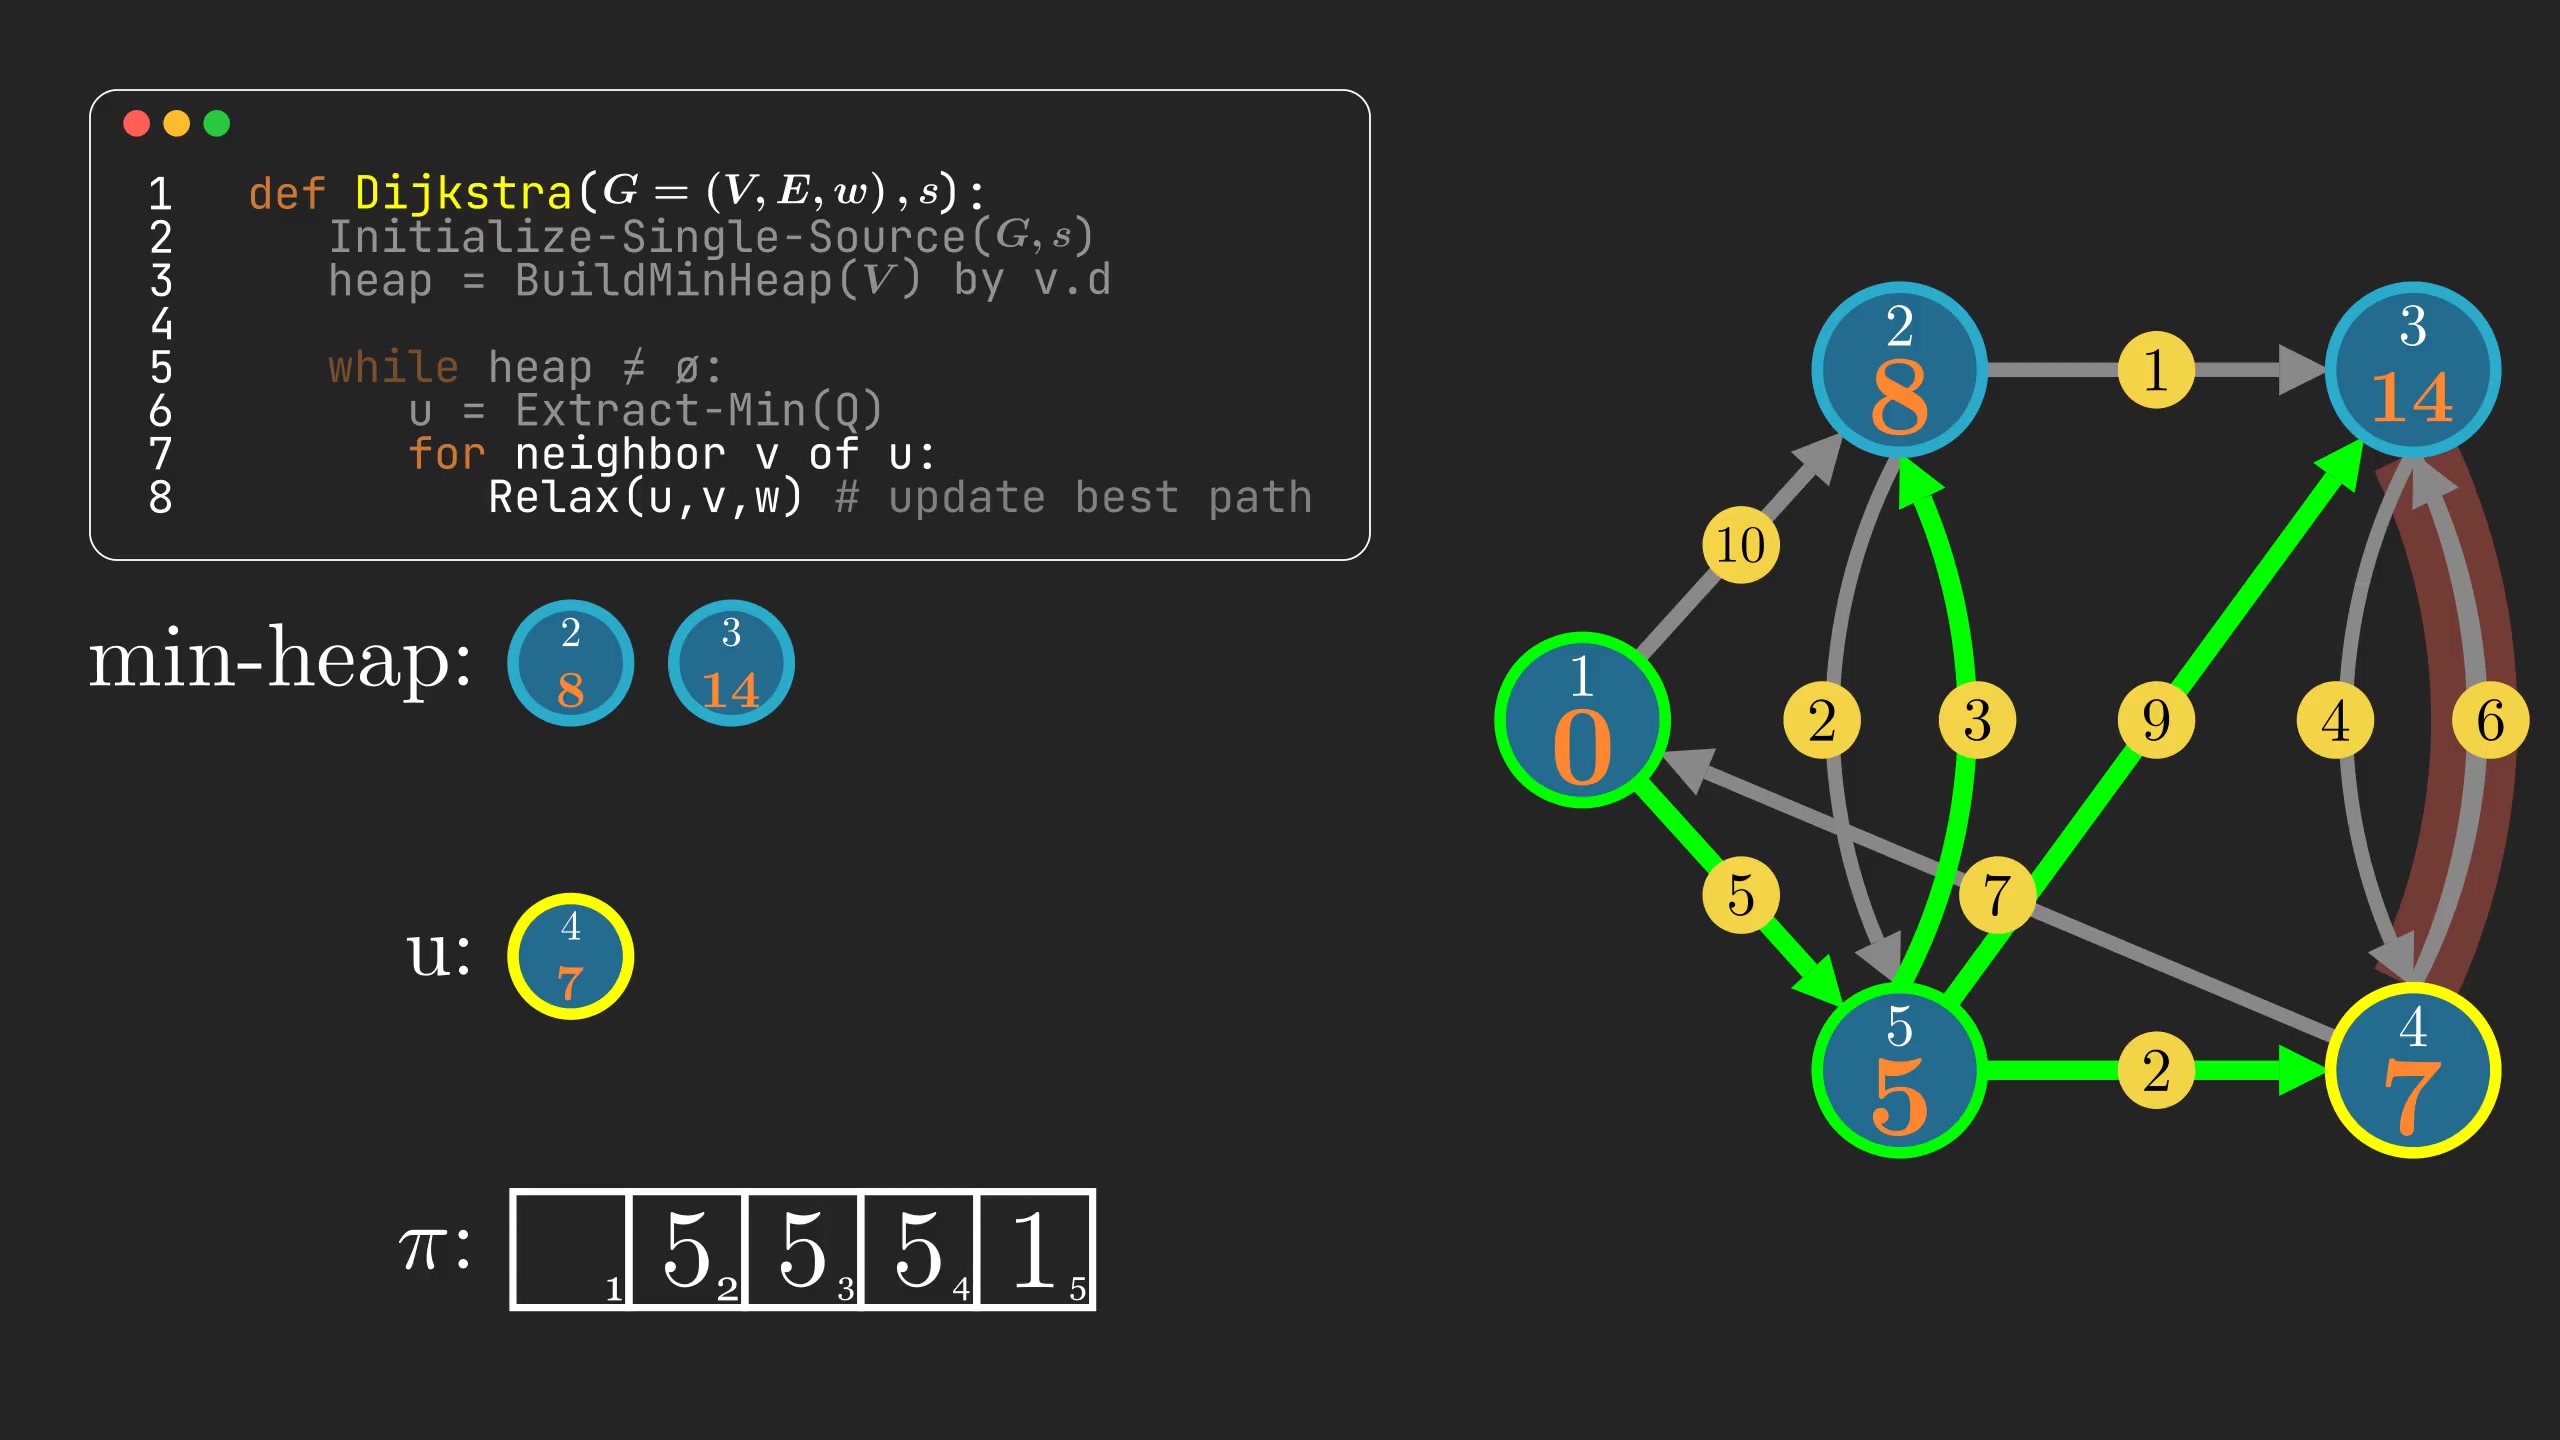 1 def Dijkstra(G = (V, E, w), s):
2 Initialize-Single-Source(G, s)
3 heap = BuildMinHeap(V) by v.d
4
5 while heap ≠ ø:
6 u = Extract-Min(Q)
7 for neighbor v of u:
8 Relax(u,v,w) # update best path
min-heap: 2 8 3 14
u: 4 7
π: 1 5 2 5 3 5 4 1 5
2 8
1
3 14
10
1 0
2
3
9
4
6
5
7
5 5
2
4 7